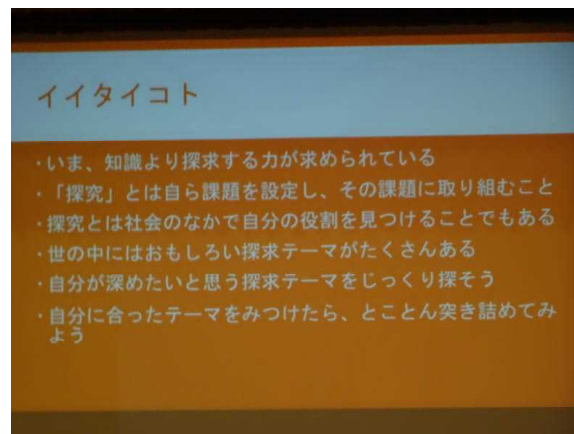 イイタイコト
・いま、知識より探求する力が求められている
・「探究」とは自ら課題を設定し、その課題に取り組むこと
・探究とは社会のなかで自分の役割を見つけることでもある
・世の中にはおもしろい探求テーマがたくさんある
・自分が深めたいと思う探求テーマをじっくり探そう
・自分に合ったテーマをみつけたら、とことん突き詰めてみ
よう